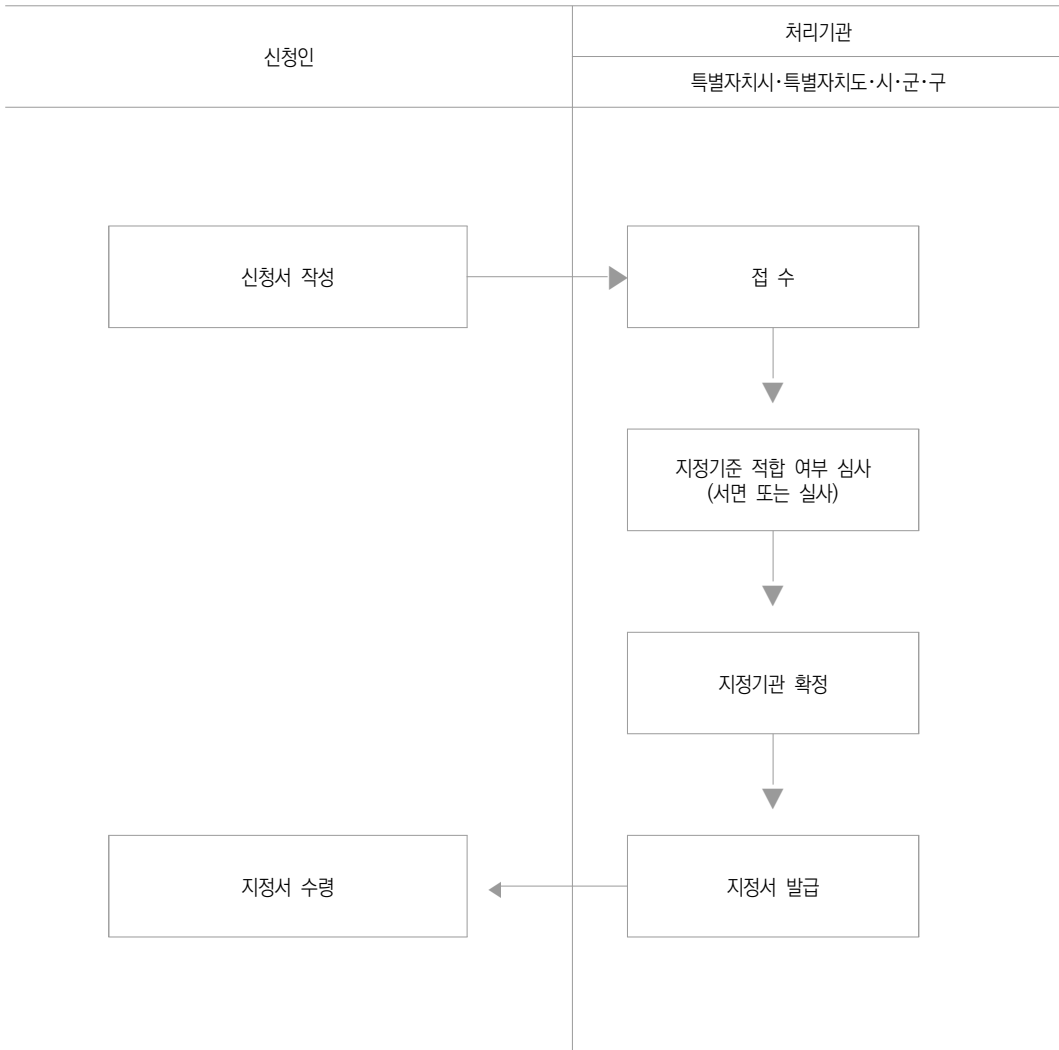 신청인
처리기관
특별자치시·특별자치도·시·군·구
신청서 작성
접 수
지정기준 적합 여부 심사
(서면 또는 실사)
지정기관 확정
지정서 수령
지정서 발급